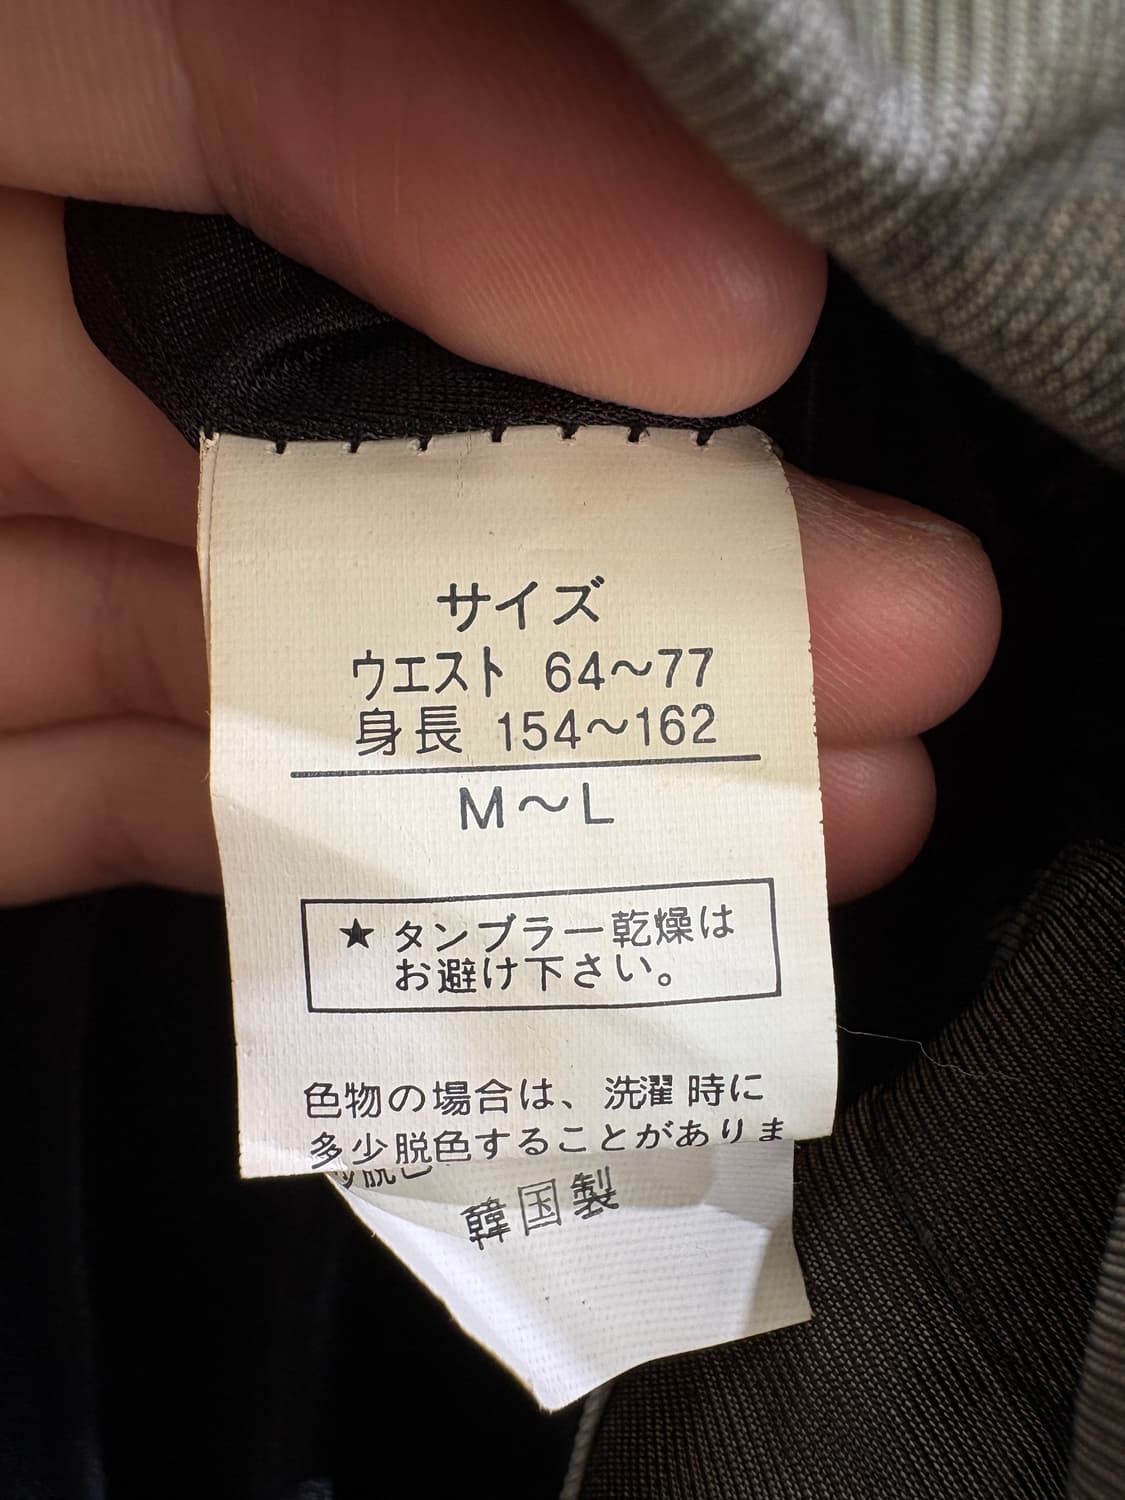 サイズ
ウエスト 64〜77
身長 154〜162
M〜L
★ タンブラー乾燥は
お避け下さい。
色物の場合は、洗濯時に
多少脱色することがありま
韓国製